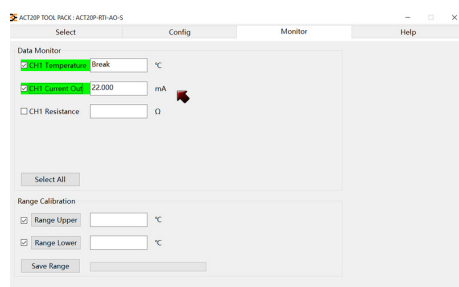 ACT20P TOOL PACK : ACT20P-RTI-AO-S
Select Config Monitor Help
Data Monitor
CH1 Temperature Break ℃
CH1 Current Out 22.000 mA
CH1 Resistance Ω
Select All
Range Calibration
Range Upper ℃
Range Lower ℃
Save Range